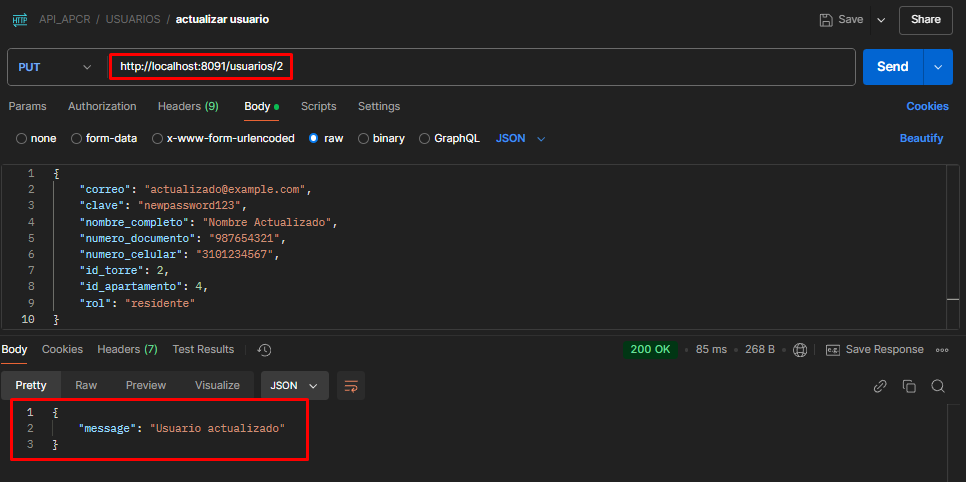 HTTP API_APCR / USUARIOS / actualizar usuario Save Share
PUT http://localhost:8091/usuarios/2 Send
Params Authorization Headers (9) Body Scripts Settings Cookies
none form-data x-www-form-urlencoded raw binary GraphQL JSON Beautify
1 {
2 "correo": "actualizado@example.com",
3 "clave": "newpassword123",
4 "nombre_completo": "Nombre Actualizado",
5 "numero_documento": "987654321",
6 "numero_celular": "3101234567",
7 "id_torre": 2,
8 "id_apartamento": 4,
9 "rol": "residente"
10 }
Body Cookies Headers (7) Test Results 200 OK • 85 ms • 268 B e.g. Save Response
Pretty Raw Preview Visualize JSON
1 {
2 "message": "Usuario actualizado"
3 }